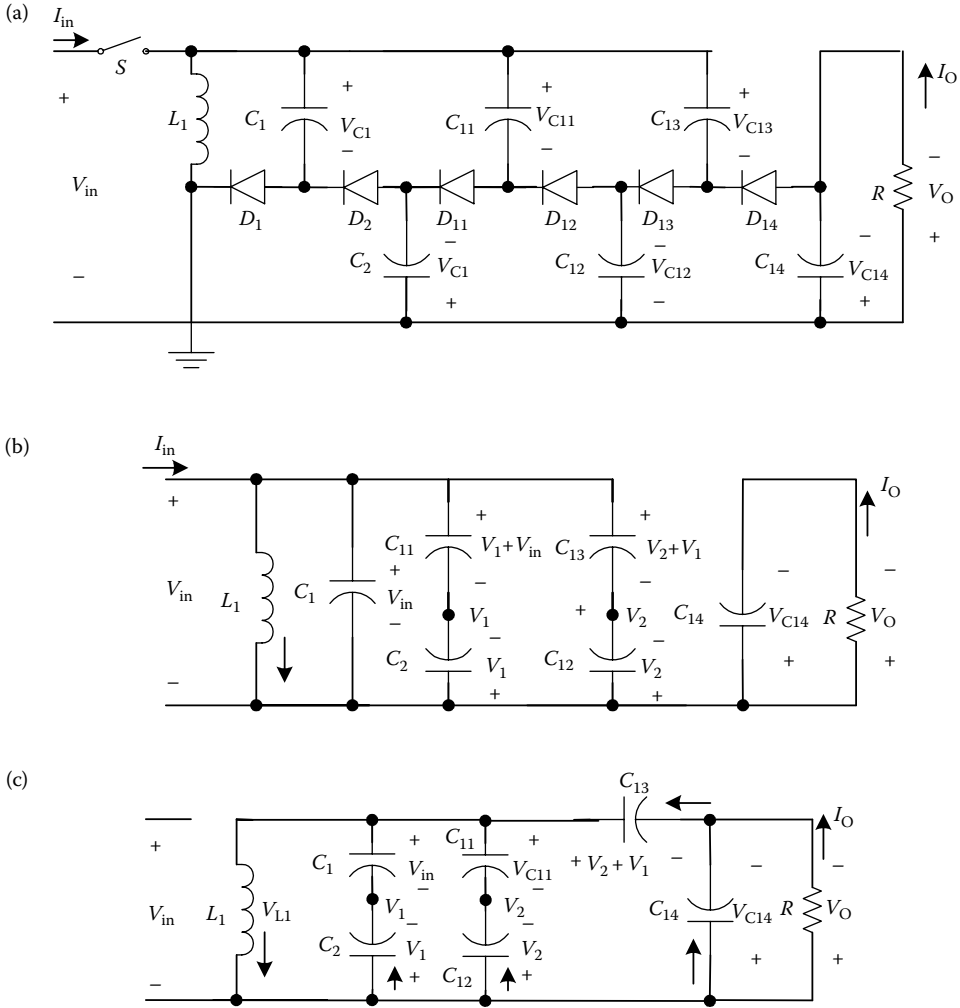 (a)
I_in
S
+
V_in
−
L_1
C_1
+
V_C1
−
C_11
+
V_C11
−
C_13
+
V_C13
−
I_O
−
R
V_O
+
D_1
D_2
D_11
D_12
D_13
D_14
C_2
−
V_C1
+
C_12
−
V_C12
−
C_14
−
V_C14
+
(b)
I_in
+
V_in
−
L_1
C_1
+
V_in
−
C_11
+
V_1+V_in
−
V_1
C_2
−
V_1
+
C_13
+
V_2+V_1
−
+
V_2
C_12
−
V_2
+
C_14
−
V_C14
+
I_O
−
R
V_O
+
(c)
+
V_in
−
L_1
V_L1
C_1
+
V_in
−
V_1
C_2
−
V_1
+
C_11
+
V_C11
−
V_2
C_12
−
V_2
+
C_13
+ V_2 + V_1 −
C_14
−
V_C14
+
I_O
−
R
V_O
+